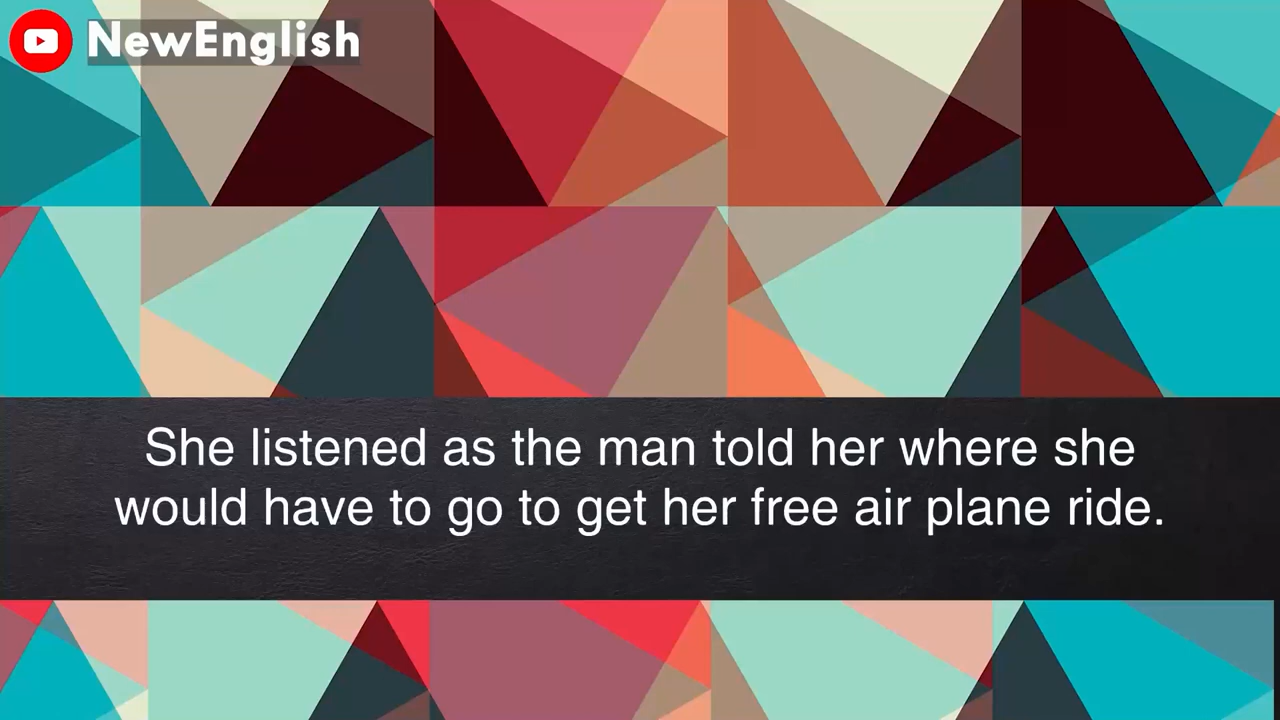 NewEnglish
She listened as the man told her where she
would have to go to get her free air plane ride.